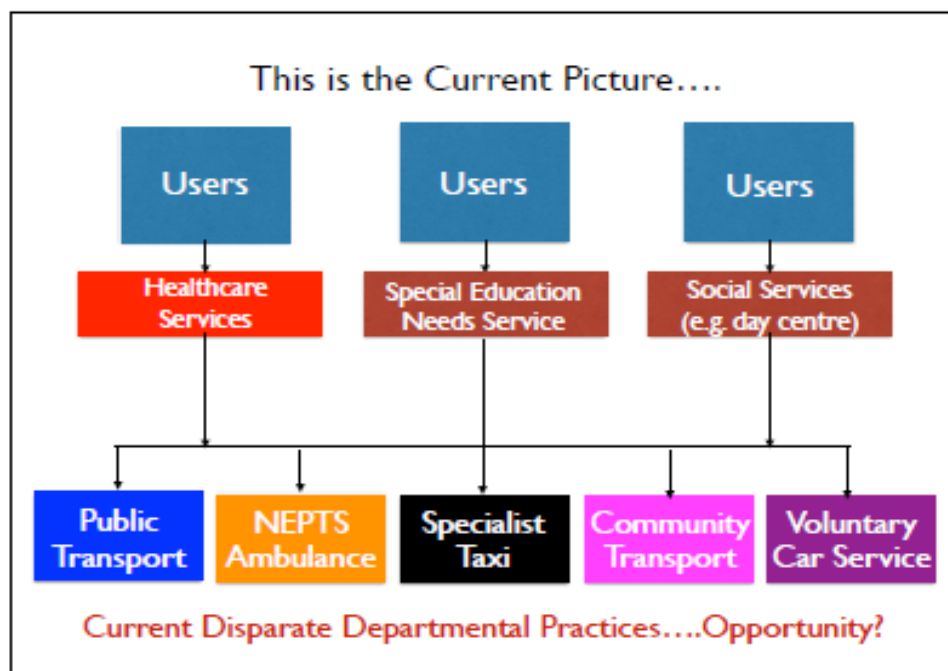 This is the Current Picture....
Users
Users
Users
Healthcare
Services
Special Education
Needs Service
Social Services
(e.g. day centre)
Public
Transport
NEPTS
Ambulance
Specialist
Taxi
Community
Transport
Voluntary
Car Service
Current Disparate Departmental Practices....Opportunity?